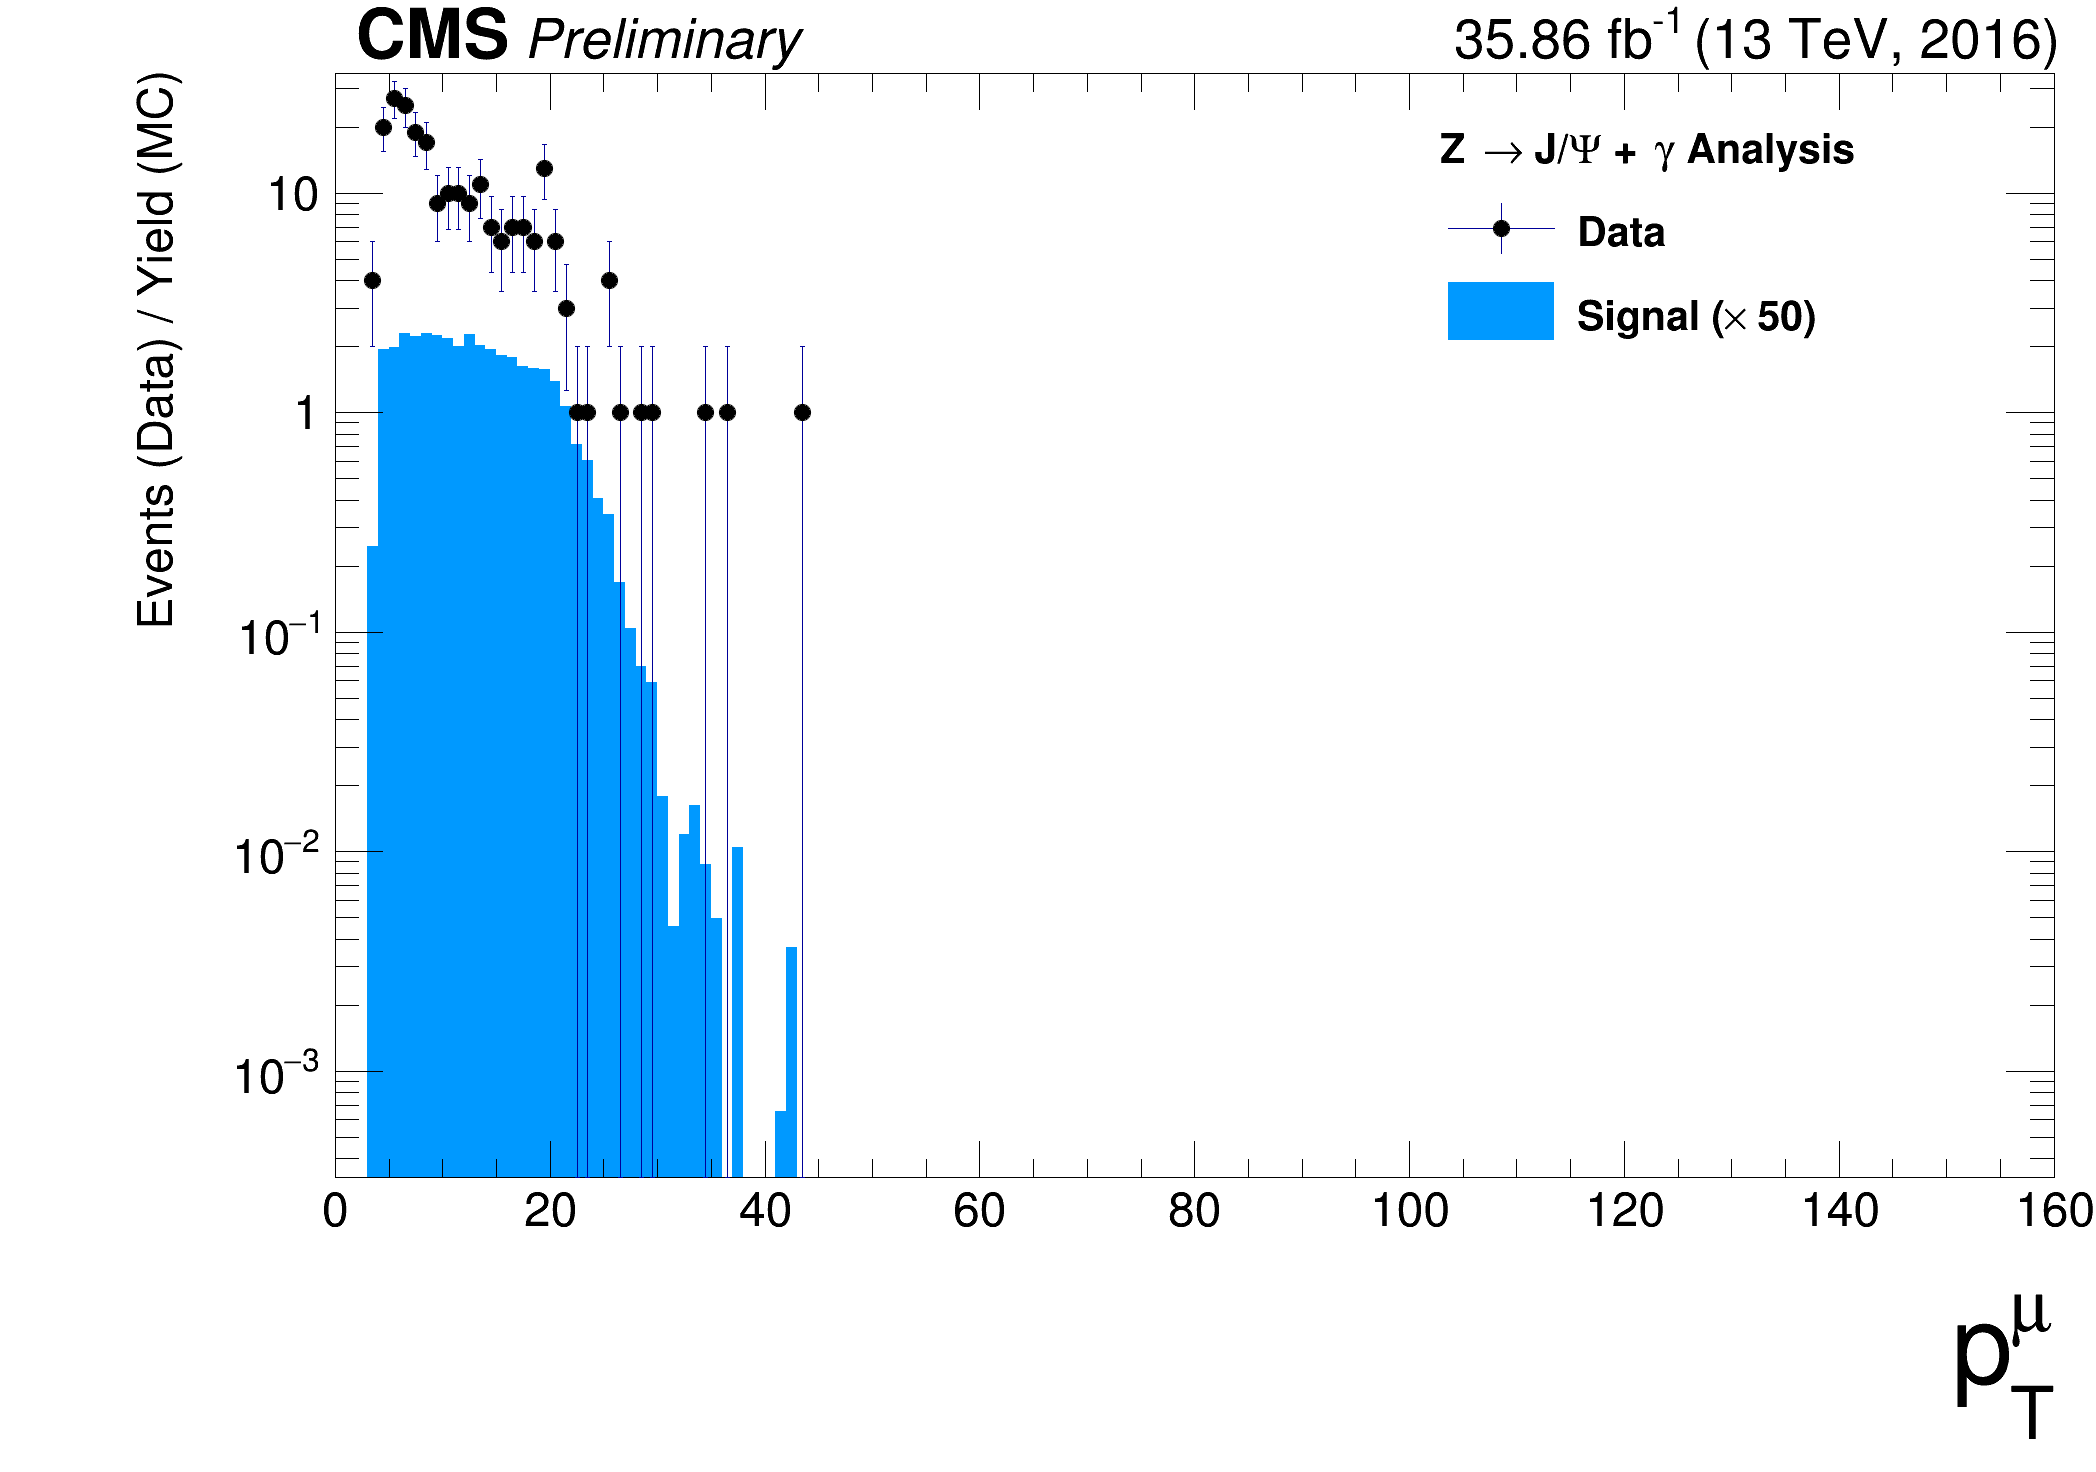 CMS Preliminary 35.86 fb⁻¹ (13 TeV, 2016)
Events (Data) / Yield (MC)
Z → J/Ψ + γ Analysis
Data
Signal (× 50)
10
1
10⁻¹
10⁻²
10⁻³
0 20 40 60 80 100 120 140 160
p_T^μ